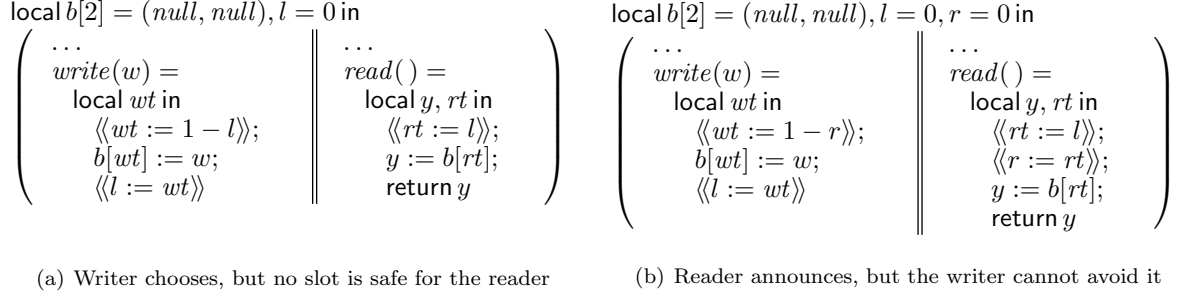 local b[2] = (null, null), l = 0 in
...
write(w) =
local wt in
⟪wt := 1 − l⟫;
b[wt] := w;
⟪l := wt⟫
...
read( ) =
local y, rt in
⟪rt := l⟫;
y := b[rt];
return y
(a) Writer chooses, but no slot is safe for the reader
local b[2] = (null, null), l = 0, r = 0 in
...
write(w) =
local wt in
⟪wt := 1 − r⟫;
b[wt] := w;
⟪l := wt⟫
...
read( ) =
local y, rt in
⟪rt := l⟫;
⟪r := rt⟫;
y := b[rt];
return y
(b) Reader announces, but the writer cannot avoid it